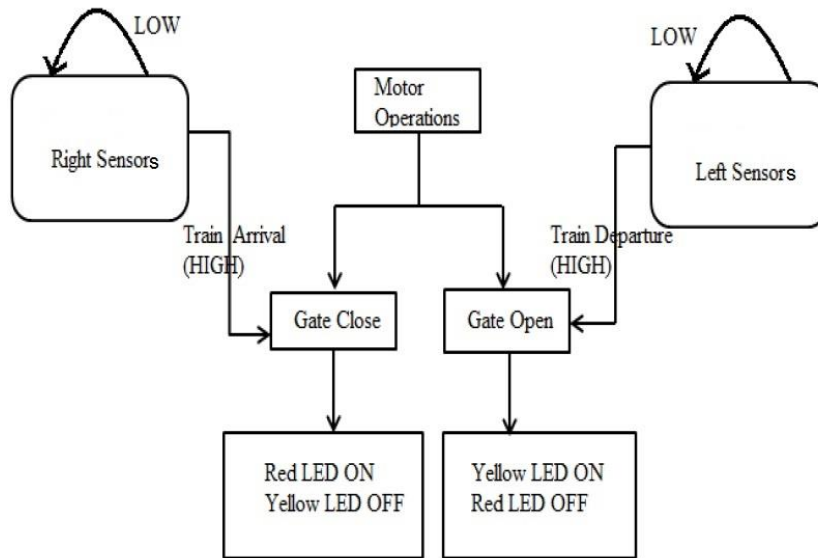 LOW
LOW
Motor
Operations
Right Sensors
Left Sensors
Train Arrival
(HIGH)
Train Departure
(HIGH)
Gate Close
Gate Open
Red LED ON
Yellow LED OFF
Yellow LED ON
Red LED OFF